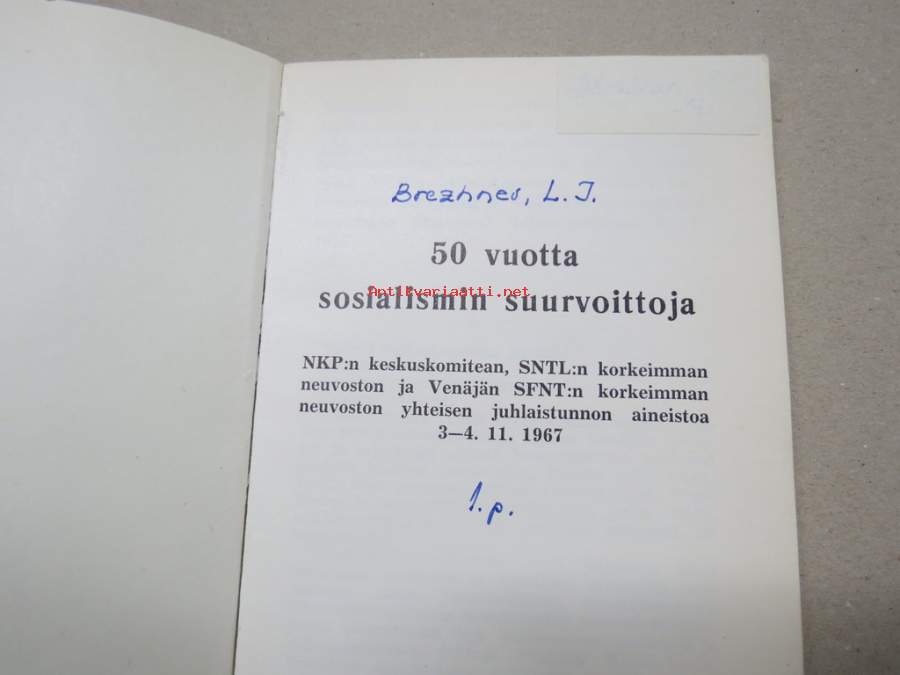 Brezhnev, L. I.
50 vuotta
sosialismin suurvoittoja
Antikvariaatti.net
NKP:n keskuskomitean, SNTL:n korkeimman
neuvoston ja Venäjän SFNT:n korkeimman
neuvoston yhteisen juhlaistunnon aineistoa
3—4. 11. 1967
1.p.